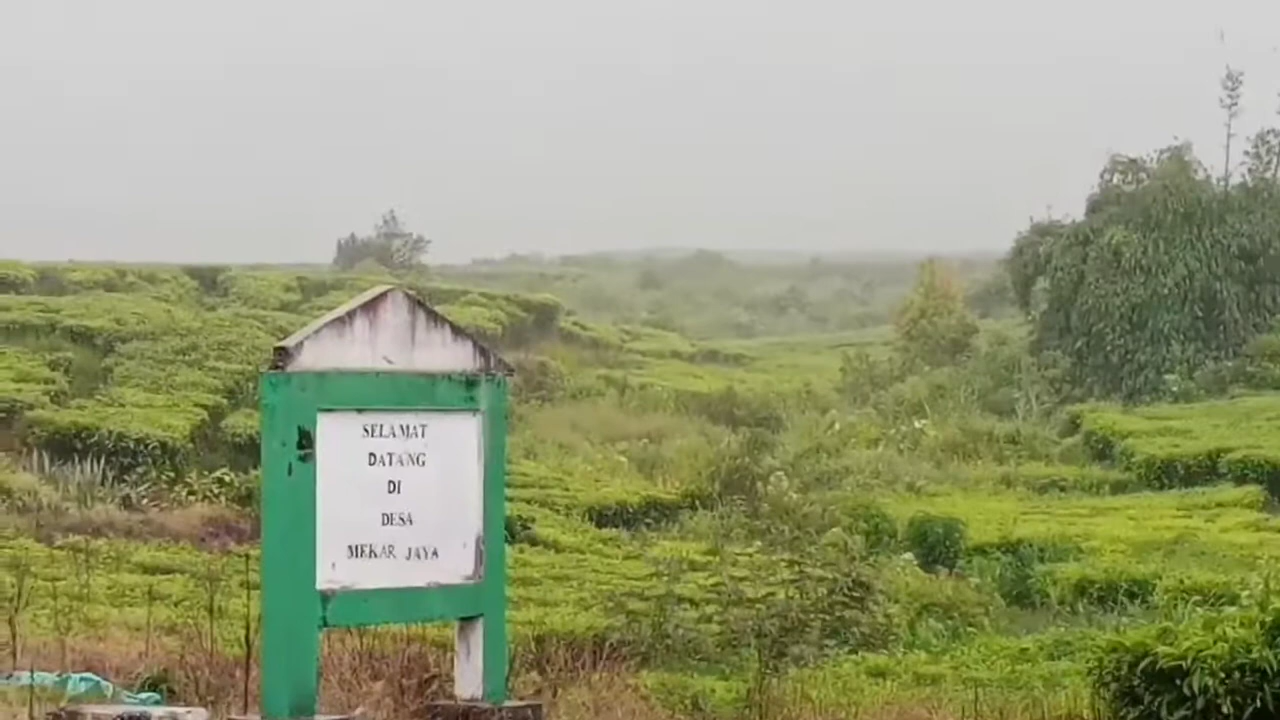 SELAMAT
DATANG
DI
DESA
MEKAR JAYA